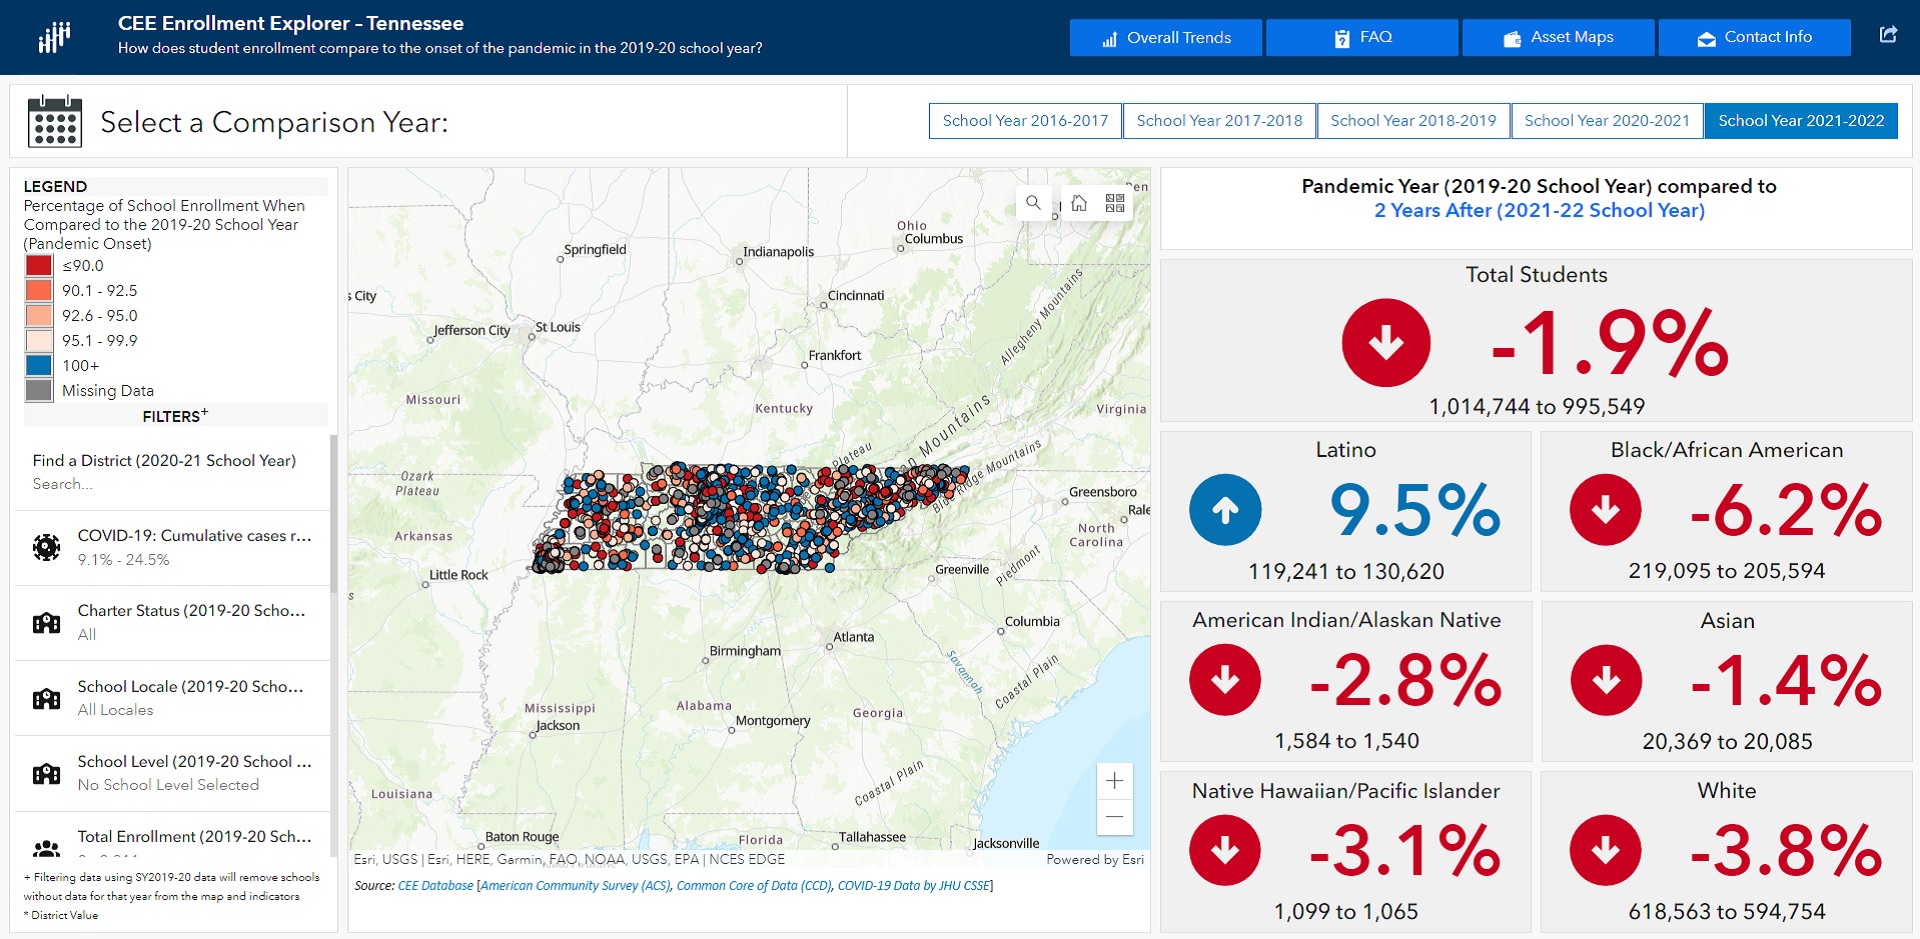 CEE Enrollment Explorer - Tennessee
How does student enrollment compare to the onset of the pandemic in the 2019-20 school year?
Overall Trends
FAQ
Asset Maps
Contact Info
Select a Comparison Year:
School Year 2016-2017
School Year 2017-2018
School Year 2018-2019
School Year 2020-2021
School Year 2021-2022
LEGEND
Percentage of School Enrollment When
Compared to the 2019-20 School Year
(Pandemic Onset)
≤90.0
90.1 - 92.5
92.6 - 95.0
95.1 - 99.9
100+
Missing Data
FILTERS+
Find a District (2020-21 School Year)
Search...
COVID-19: Cumulative cases r...
9.1% - 24.5%
Charter Status (2019-20 Scho...
All
School Locale (2019-20 Scho...
All Locales
School Level (2019-20 School ...
No School Level Selected
Total Enrollment (2019-20 Sch...
+ Filtering data using SY2019-20 data will remove schools
without data for that year from the map and indicators
* District Value
Ohio
Columbus
Springfield
Indianapolis
s City
Cincinnati
Jefferson City
St Louis
Allegheny Mountains
Frankfort
Missouri
Kentucky
Virginia
Mountains
Plateau
Ozark
Plateau
Blue Ridge Mountains
Greensboro
Rale
North
Carolina
Arkansas
Little Rock
Greenville
Piedmont
Columbia
Atlanta
Birmingham
Savannah
Coastal Plain
Mississippi
Jackson
Alabama
Montgomery
Georgia
Coastal Plain
Louisiana
Baton Rouge
Florida
Tallahassee
Jacksonville
Esri, USGS | Esri, HERE, Garmin, FAO, NOAA, USGS, EPA | NCES EDGE
Powered by Esri
Source: CEE Database [American Community Survey (ACS), Common Core of Data (CCD), COVID-19 Data by JHU CSSE]
Pandemic Year (2019-20 School Year) compared to
2 Years After (2021-22 School Year)
Total Students
-1.9%
1,014,744 to 995,549
Latino
9.5%
119,241 to 130,620
Black/African American
-6.2%
219,095 to 205,594
American Indian/Alaskan Native
-2.8%
1,584 to 1,540
Asian
-1.4%
20,369 to 20,085
Native Hawaiian/Pacific Islander
-3.1%
1,099 to 1,065
White
-3.8%
618,563 to 594,754